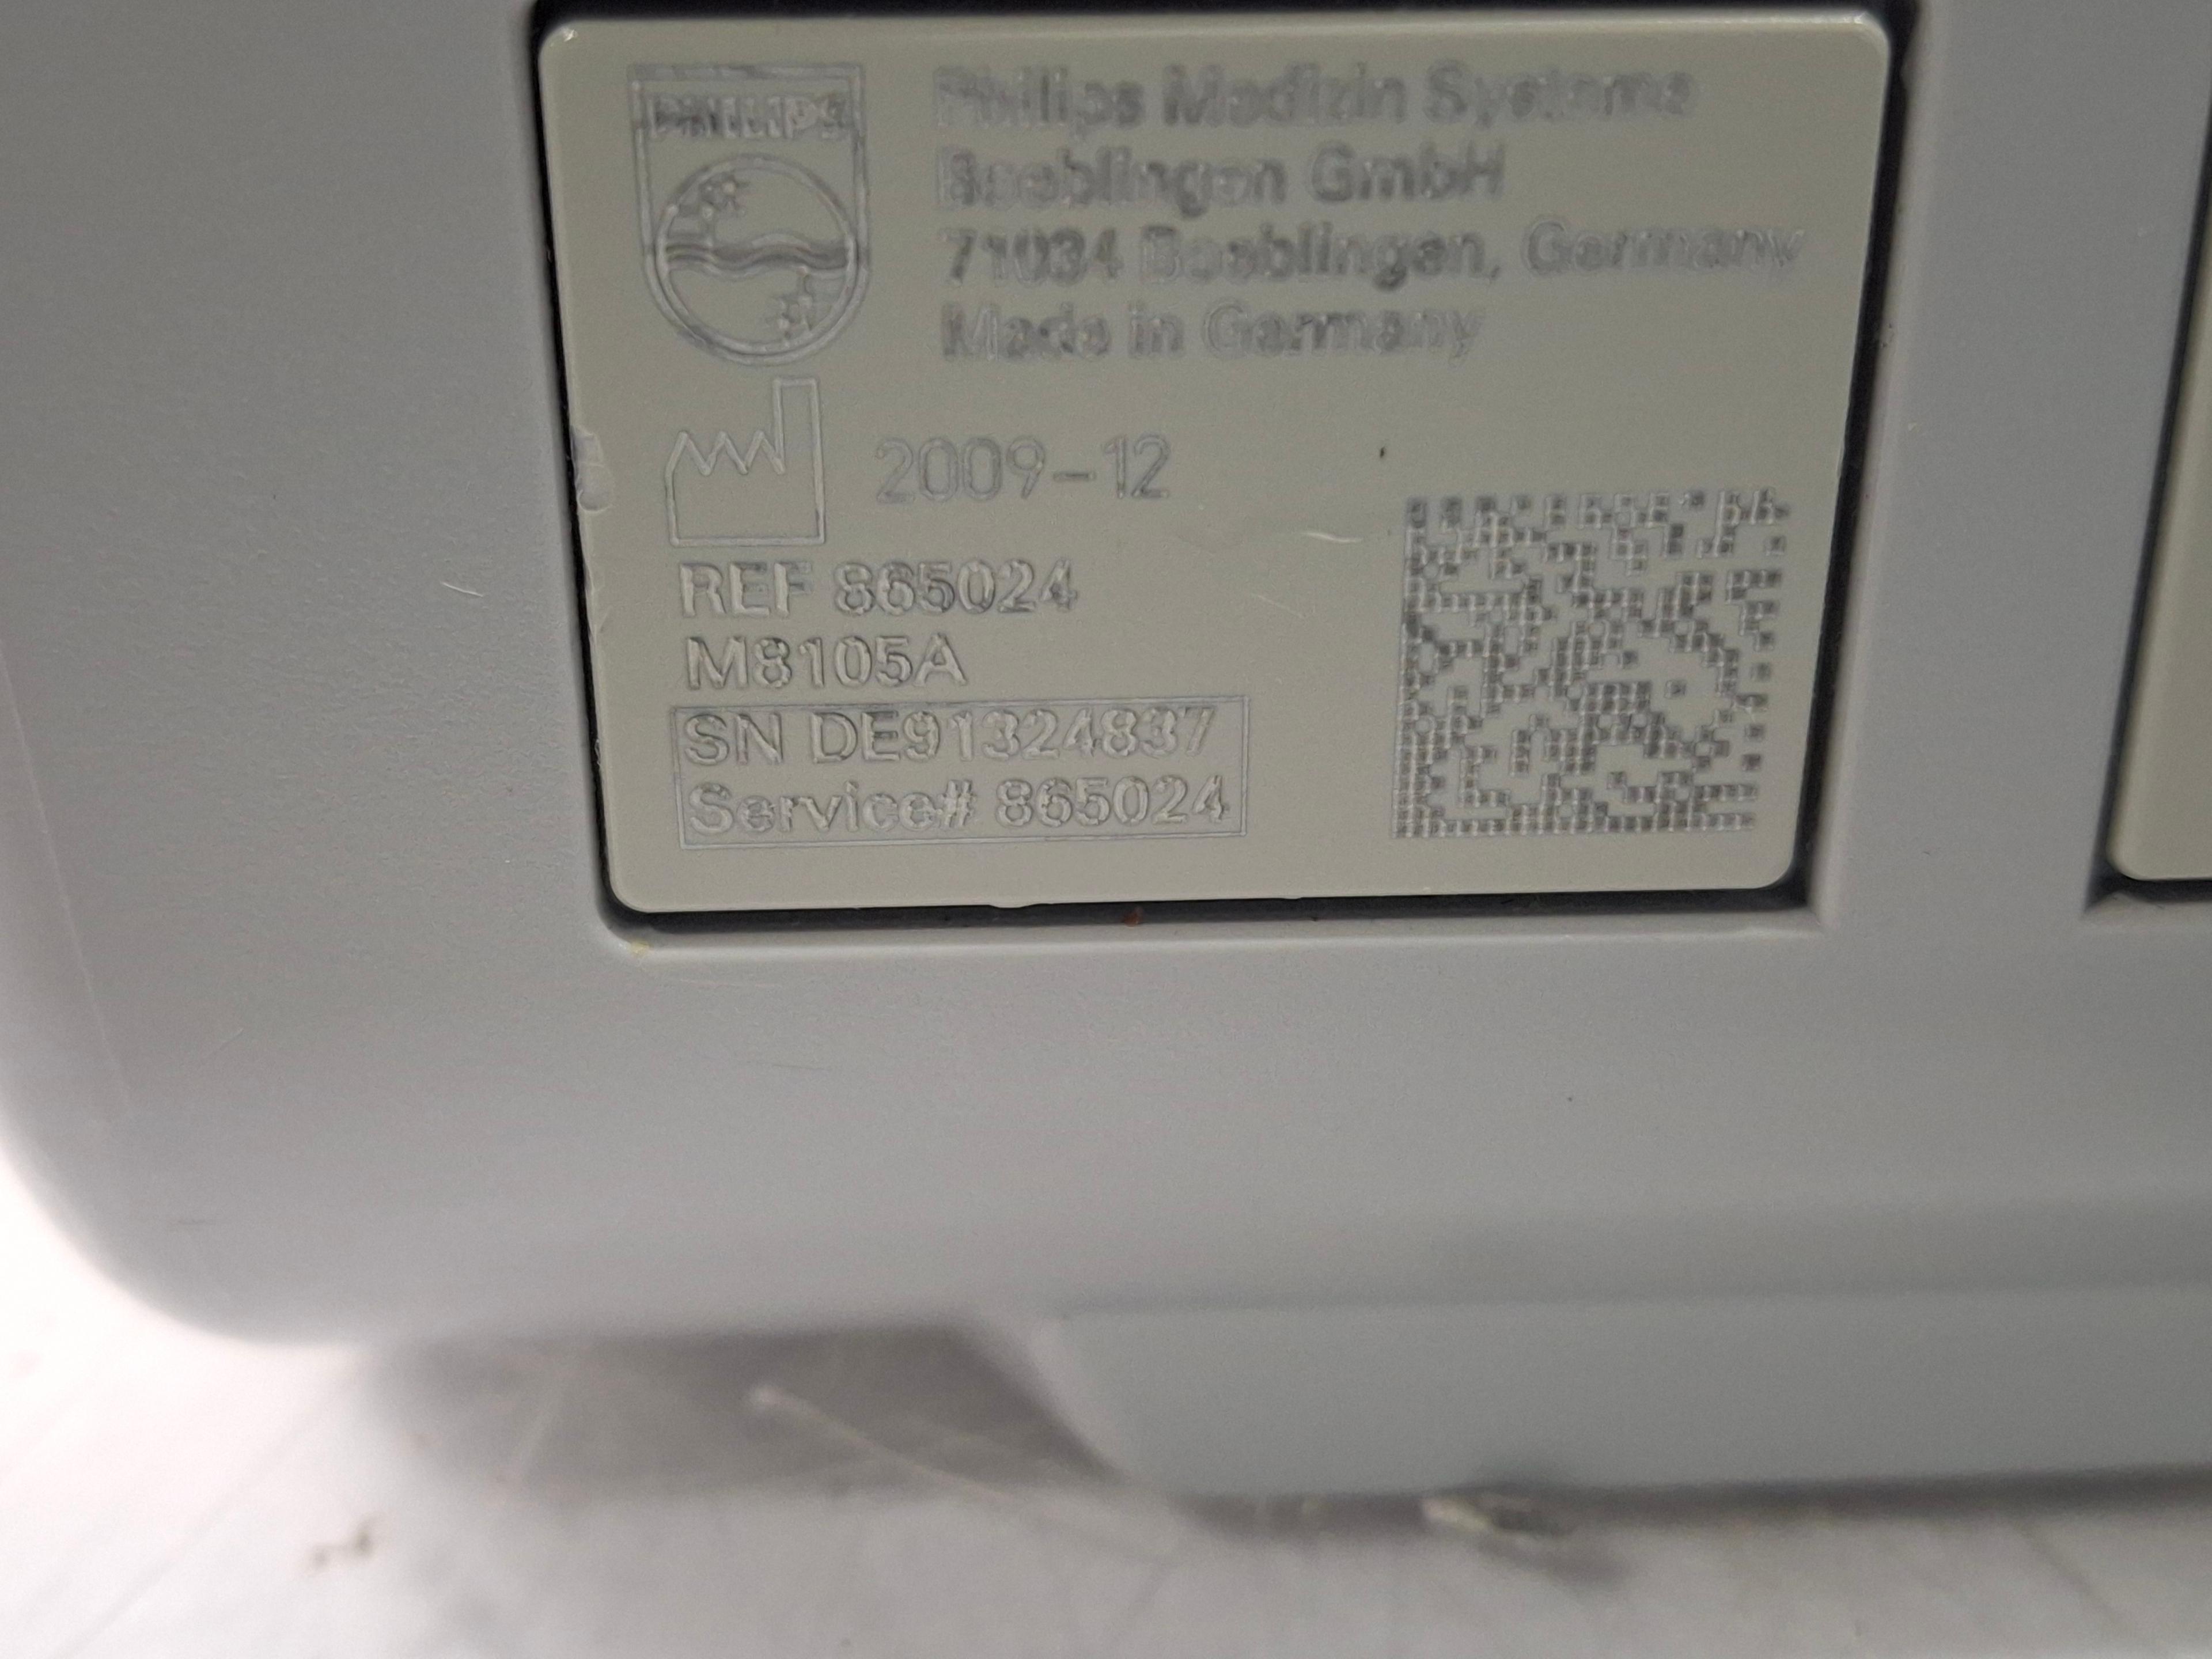 PHILIPS
Philips Medizin Systeme
Boeblingen GmbH
71034 Boeblingen, Germany
Made in Germany
2009-12
REF 865024
M8105A
SN DE91324837
Service# 865024